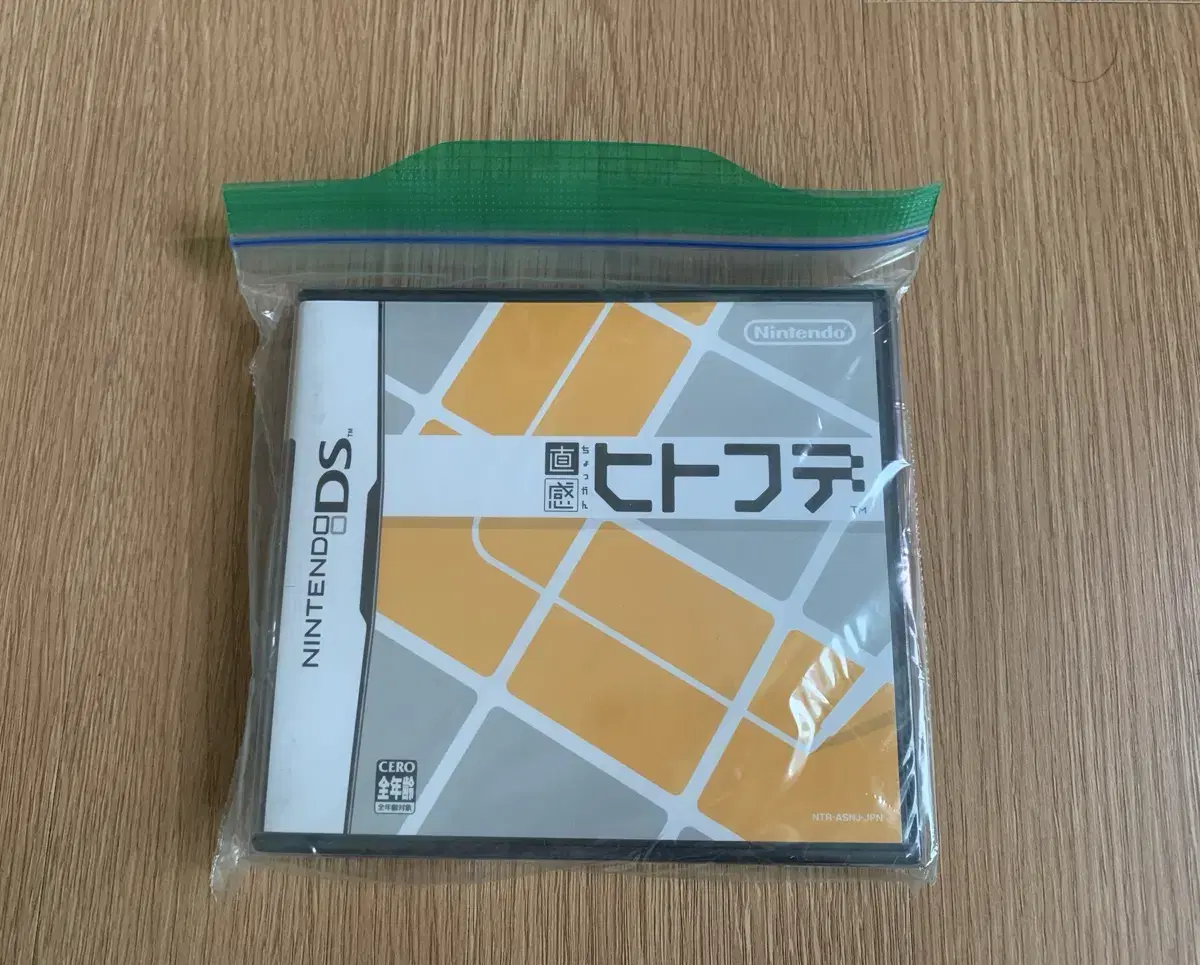 Nintendo
直感
ちょっかん
ヒトフデ
TM
NINTENDO DS
TM
CERO
全年齢
全年齢対象
NTR-ASNJ-JPN